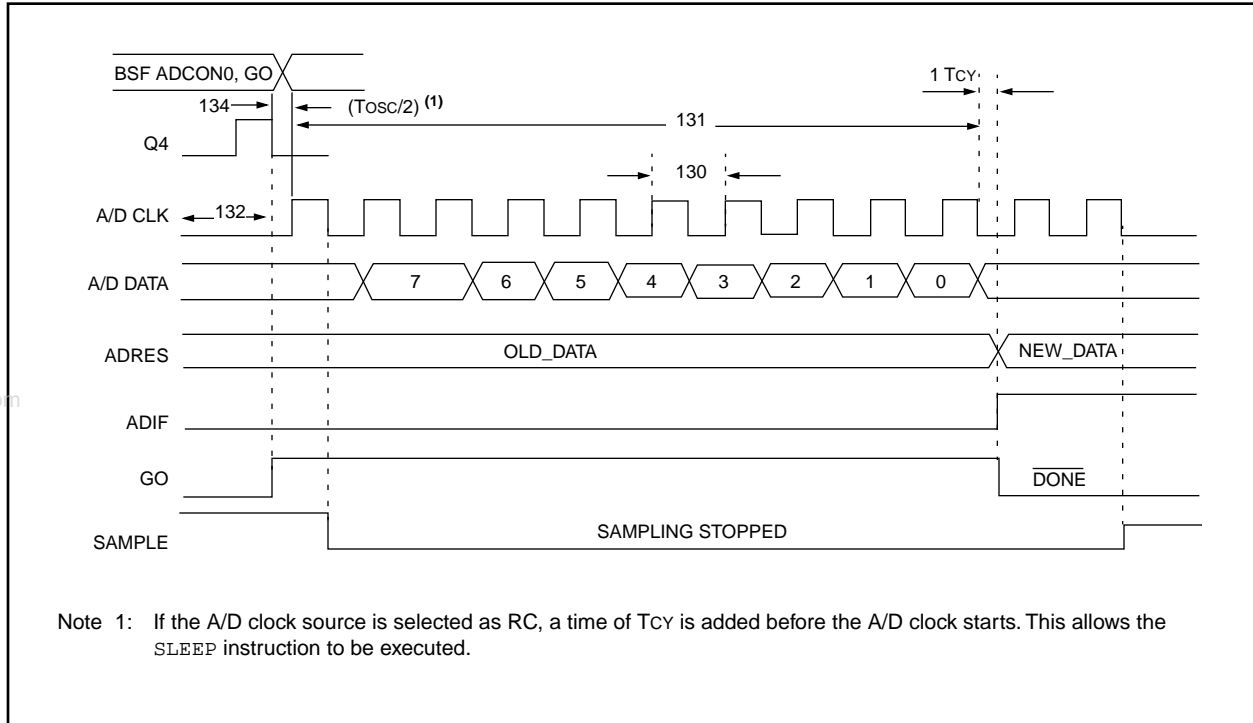 BSF ADCON0, GO
1 TCY
134
(TOSC/2) (1)
131
Q4
130
A/D CLK
132
A/D DATA
7 6 5 4 3 2 1 0
ADRES
OLD_DATA
NEW_DATA
om
ADIF
GO
DONE
SAMPLE
SAMPLING STOPPED
Note 1: If the A/D clock source is selected as RC, a time of TCY is added before the A/D clock starts. This allows the
SLEEP instruction to be executed.